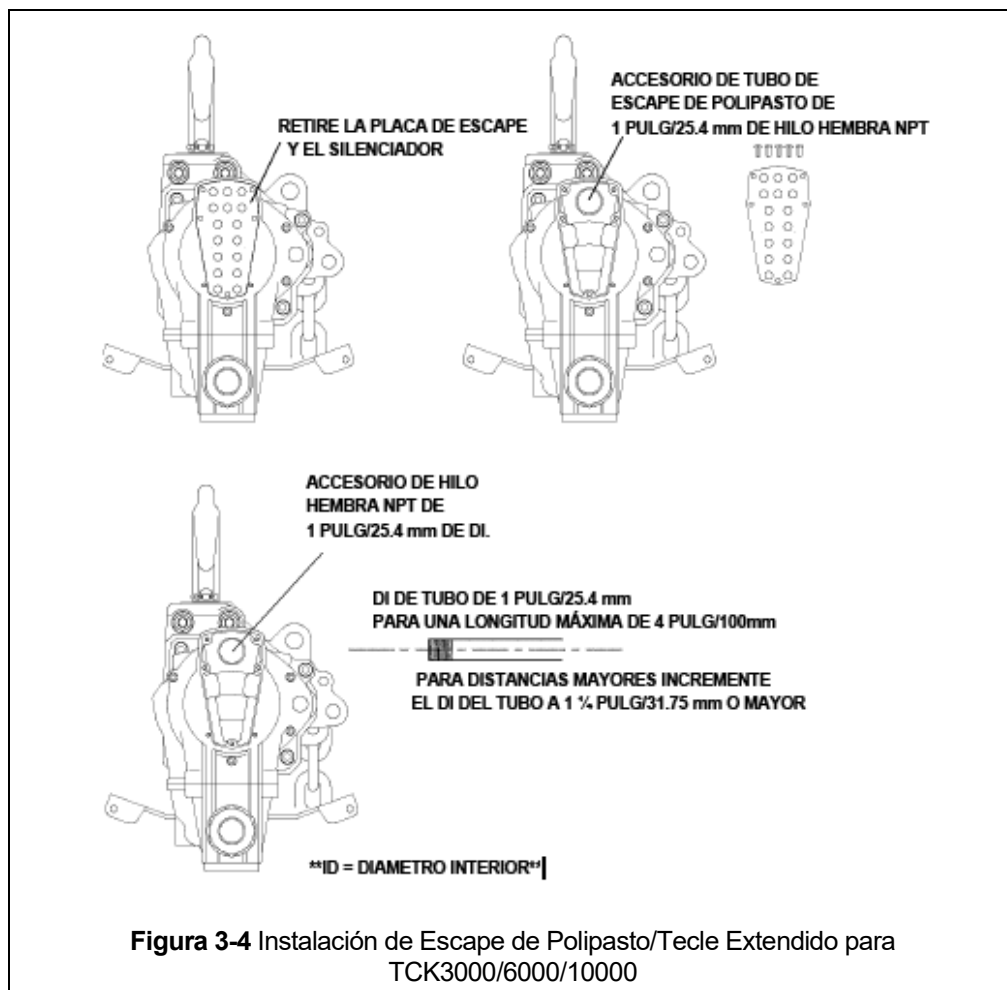 RETIRE LA PLACA DE ESCAPE
Y EL SILENCIADOR
ACCESORIO DE TUBO DE
ESCAPE DE POLIPASTO DE
1 PULG/25.4 mm DE HILO HEMBRA NPT
ACCESORIO DE HILO
HEMBRA NPT DE
1 PULG/25.4 mm DE DI.
DI DE TUBO DE 1 PULG/25.4 mm
PARA UNA LONGITUD MÁXIMA DE 4 PULG/100mm
PARA DISTANCIAS MAYORES INCREMENTE
EL DI DEL TUBO A 1 ¼ PULG/31.75 mm O MAYOR
**ID = DIAMETRO INTERIOR**
Figura 3-4 Instalación de Escape de Polipasto/Tecle Extendido para
TCK3000/6000/10000